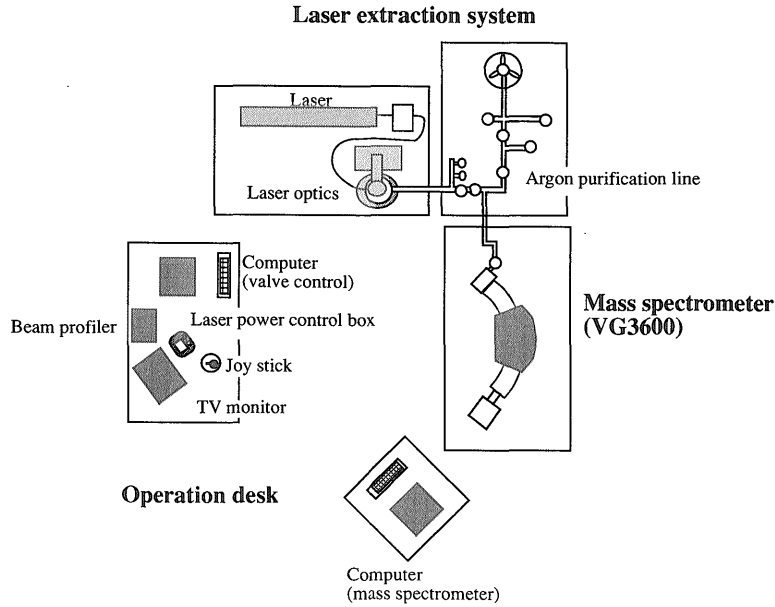 Laser extraction system
Laser
Laser optics
Argon purification line
Computer
(valve control)
Mass spectrometer
(VG3600)
Beam profiler
Laser power control box
Joy stick
TV monitor
Operation desk
Computer
(mass spectrometer)